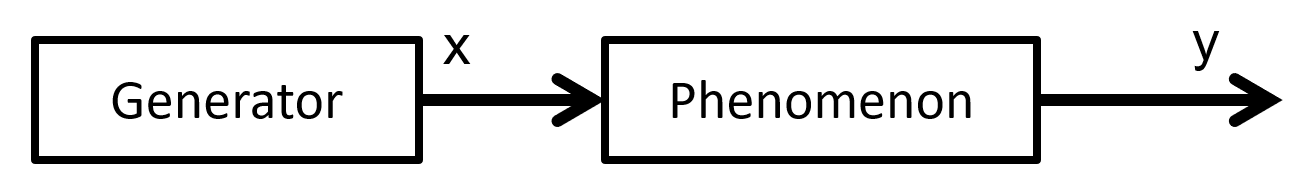 Generator
x
Phenomenon
y